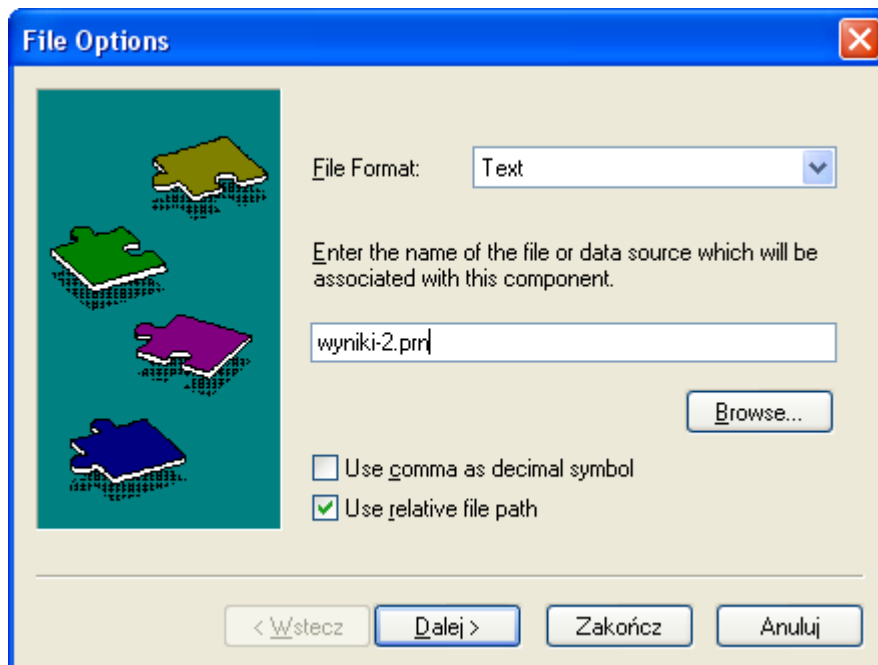 File Options
File Format: Text
Enter the name of the file or data source which will be
associated with this component.
wyniki-2.prn
Browse...
Use comma as decimal symbol
Use relative file path
< Wstecz Dalej > Zakończ Anuluj